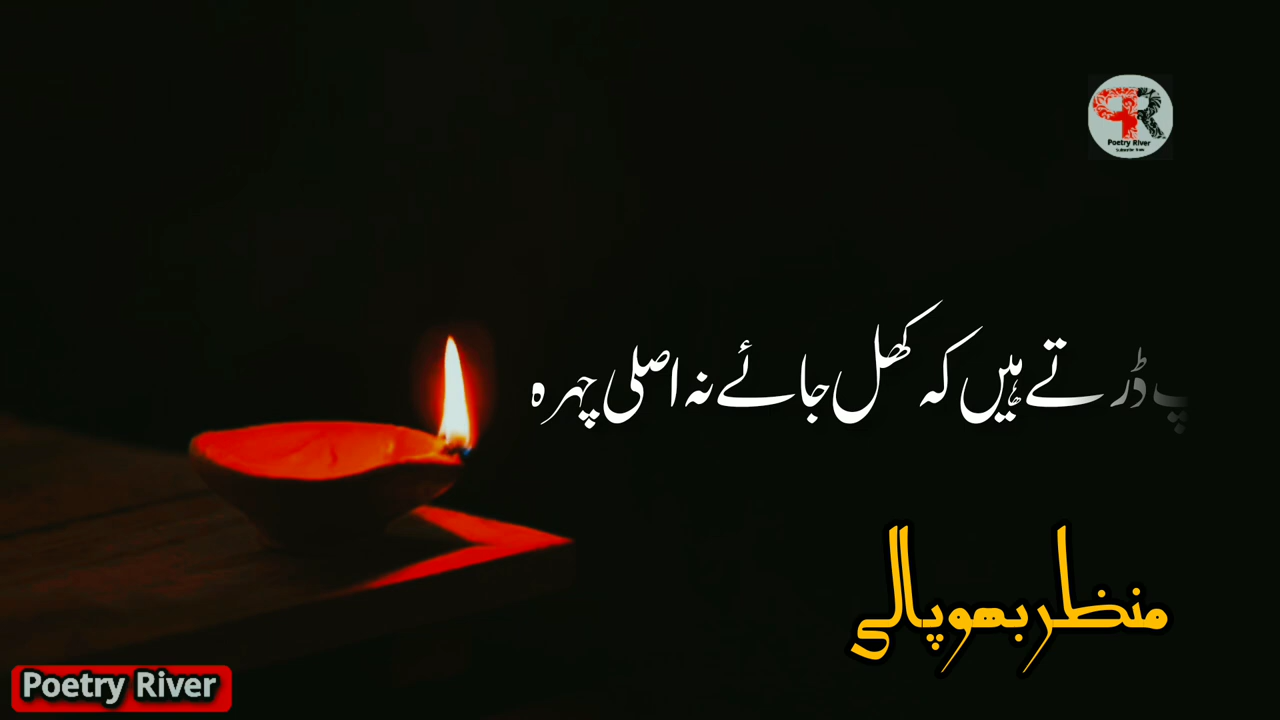 Poetry River
پ ڈرتے ہیں کہ کھل جائے نہ اصلی چہرہ
منظر بھوپالی
Poetry River